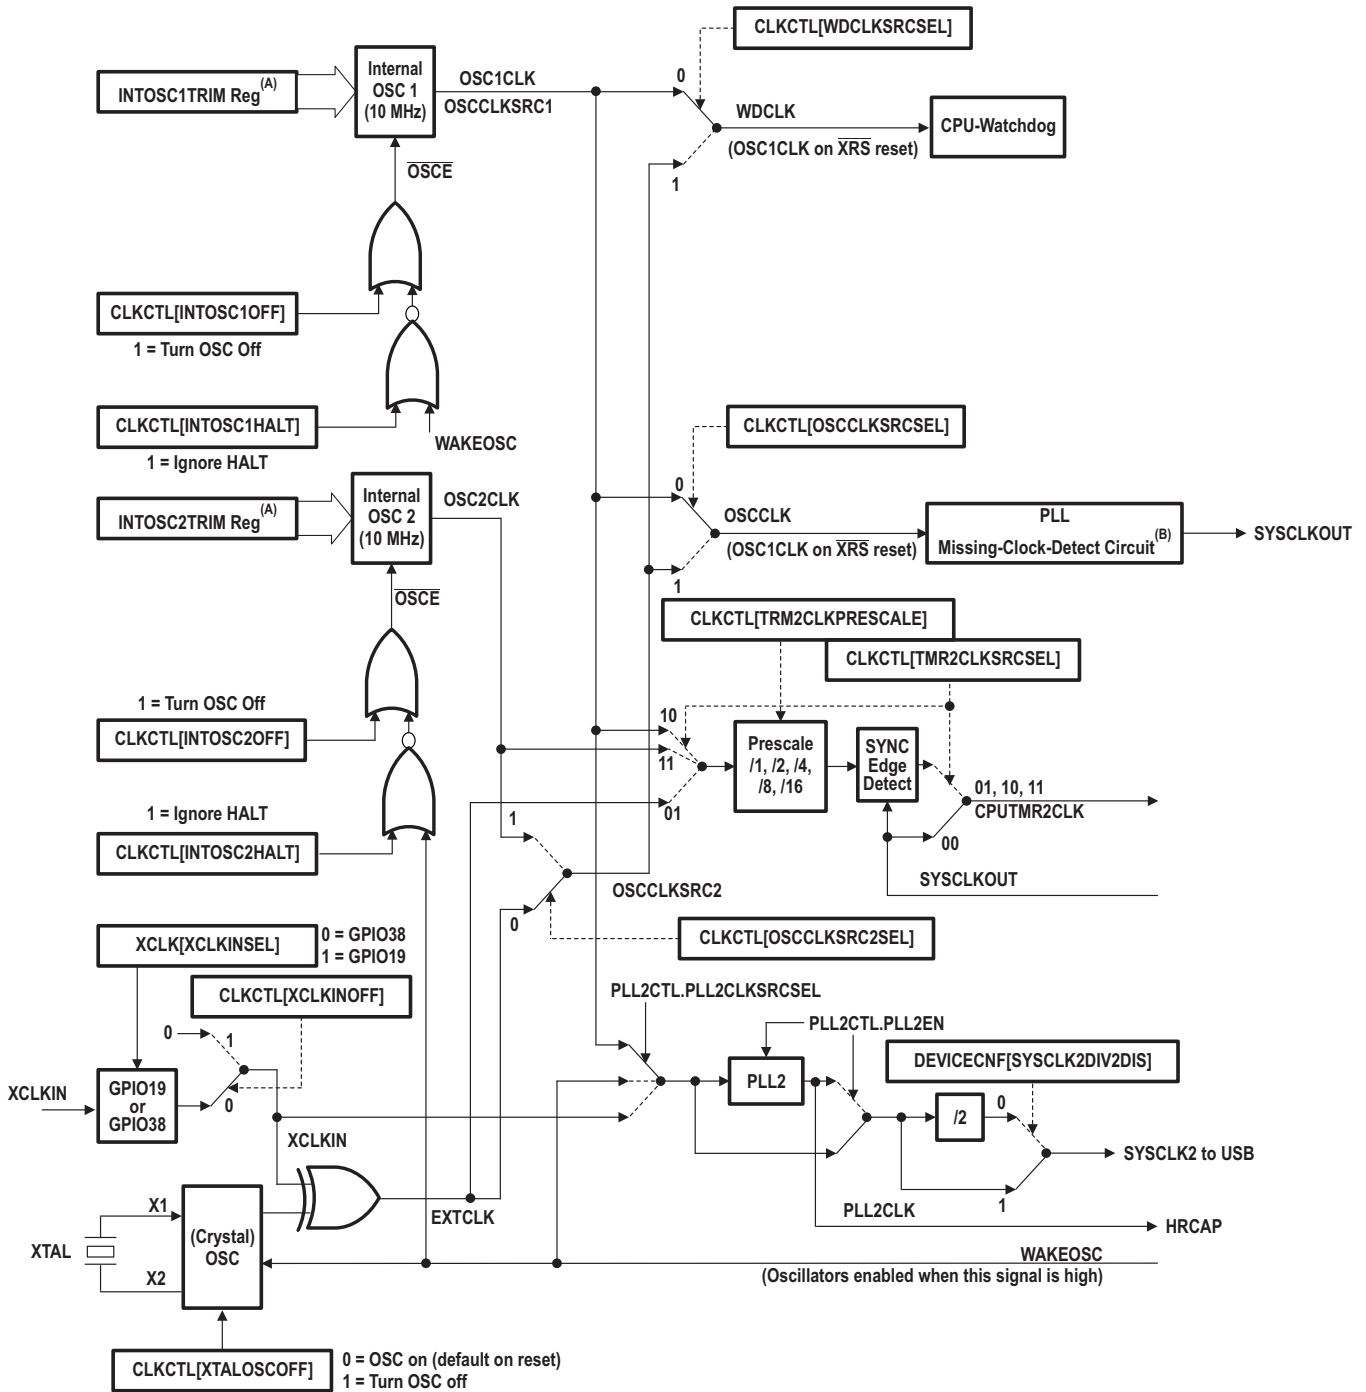 CLKCTL[WDCLKSRCSEL]
Internal
OSC 1
(10 MHz)
INTOSC1TRIM Reg(A)
OSC1CLK
OSCCLKSRC1
0
WDCLK
(OSC1CLK on XRS reset)
1
CPU-Watchdog
OSCE
CLKCTL[INTOSC1OFF]
1 = Turn OSC Off
CLKCTL[INTOSC1HALT]
1 = Ignore HALT
WAKEOSC
CLKCTL[OSCCLKSRCSEL]
INTOSC2TRIM Reg(A)
Internal
OSC 2
(10 MHz)
OSC2CLK
0
OSCCLK
(OSC1CLK on XRS reset)
1
PLL
Missing-Clock-Detect Circuit(B)
SYSCLKOUT
OSCE
CLKCTL[TRM2CLKPRESCALE]
CLKCTL[TMR2CLKSRCSEL]
1 = Turn OSC Off
CLKCTL[INTOSC2OFF]
10
11
01
Prescale
/1, /2, /4,
/8, /16
SYNC
Edge
Detect
01, 10, 11
CPUTMR2CLK
00
SYSCLKOUT
1 = Ignore HALT
CLKCTL[INTOSC2HALT]
1
0
OSCCLKSRC2
CLKCTL[OSCCLKSRC2SEL]
XCLK[XCLKINSEL]
0 = GPIO38
1 = GPIO19
CLKCTL[XCLKINOFF]
0
1
0
XCLKIN
GPIO19
or
GPIO38
XCLKIN
PLL2CTL.PLL2CLKSRCSEL
PLL2CTL.PLL2EN
PLL2
DEVICECNF[SYSCLK2DIV2DIS]
/2
0
1
SYSCLK2 to USB
PLL2CLK
HRCAP
EXTCLK
XTAL
X1
X2
(Crystal)
OSC
WAKEOSC
(Oscillators enabled when this signal is high)
CLKCTL[XTALOSCOFF]
0 = OSC on (default on reset)
1 = Turn OSC off